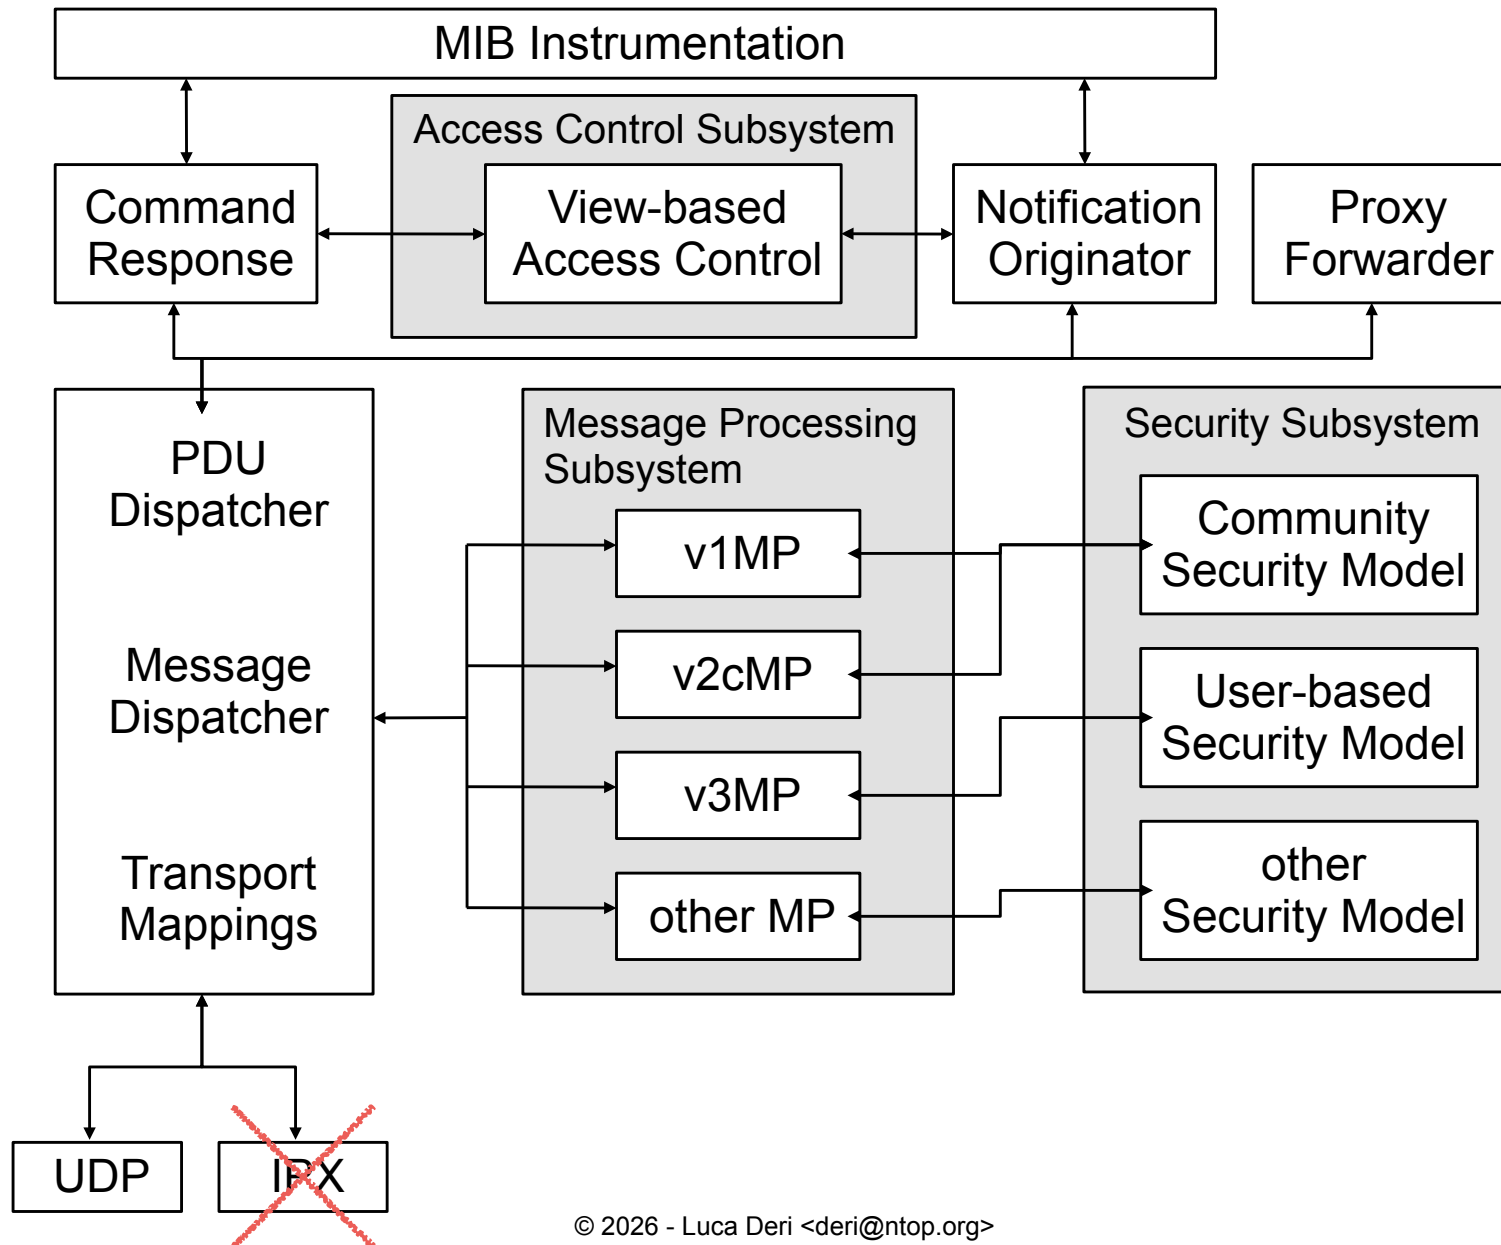 MIB Instrumentation
Access Control Subsystem
Command
Response
View-based
Access Control
Notification
Originator
Proxy
Forwarder
PDU
Dispatcher
Message
Dispatcher
Transport
Mappings
Message Processing
Subsystem
v1MP
v2cMP
v3MP
other MP
Security Subsystem
Community
Security Model
User-based
Security Model
other
Security Model
UDP
IPX
© 2026 - Luca Deri <deri@ntop.org>